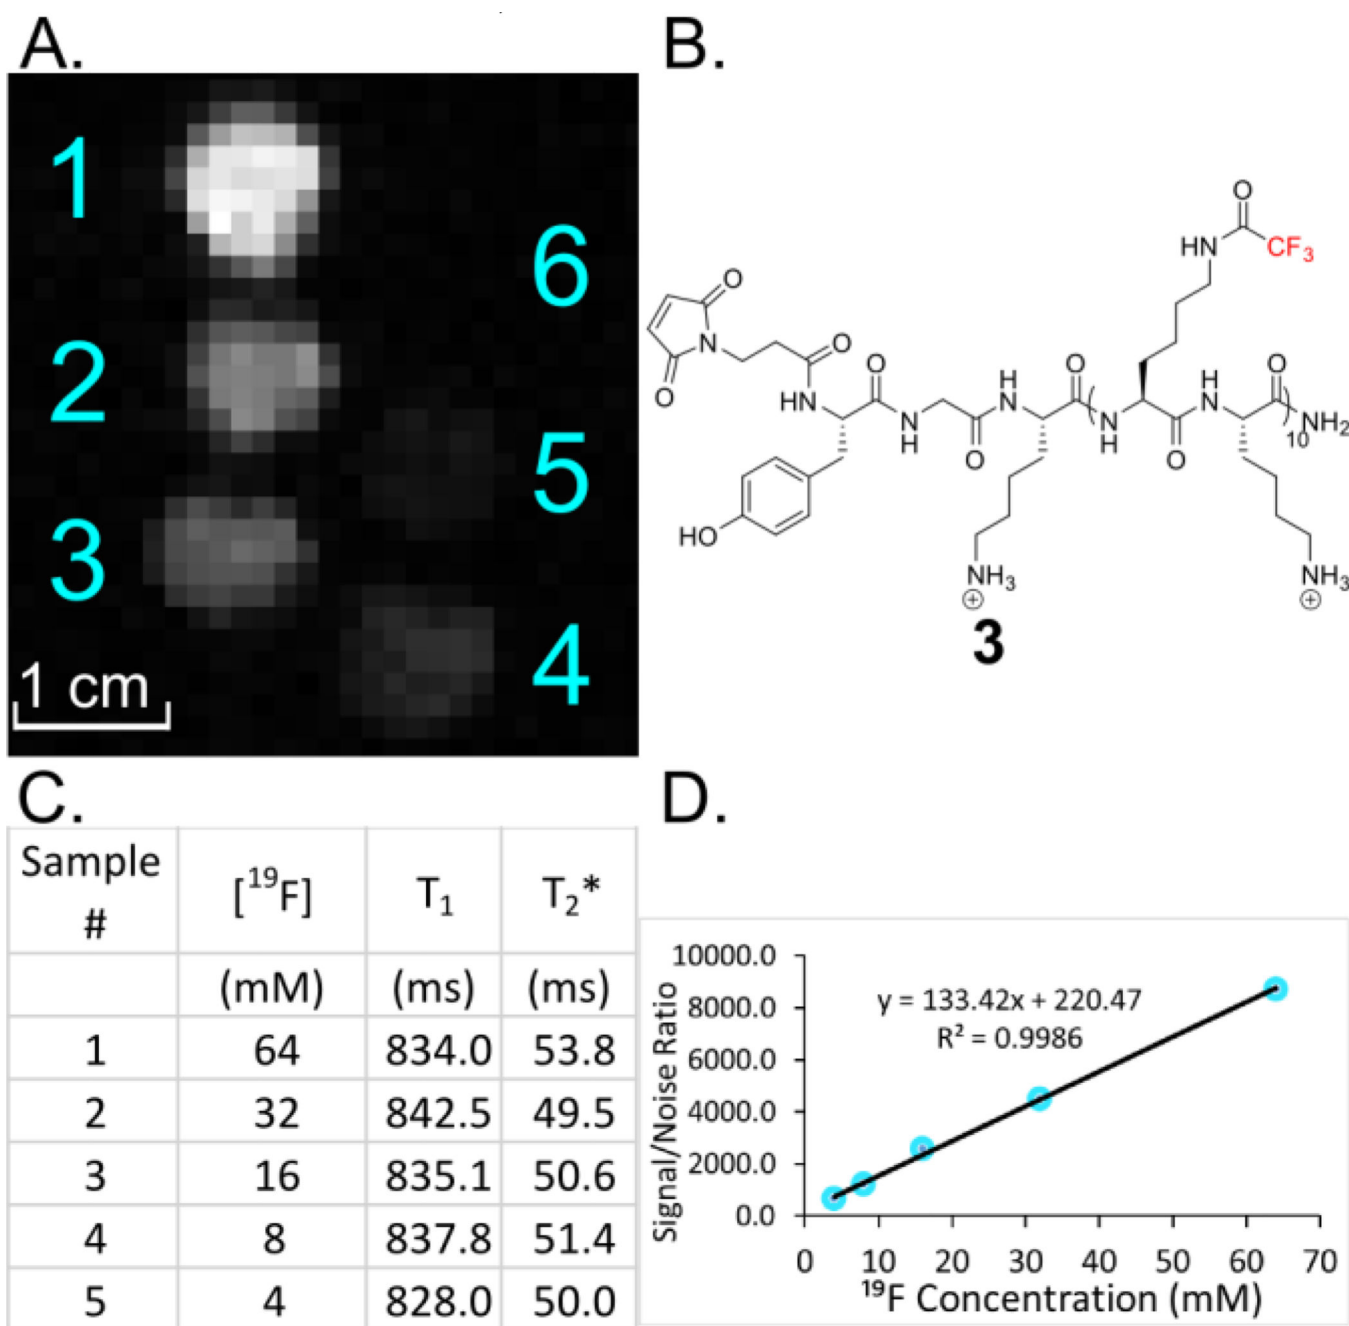 A.
1
2
3
4
5
6
1 cm
B.
O
O
N
O
HN
O
N
H
H
N
O
HO
NH3
+
O
HN
O
CF3
O
N
H
O
H
N
O
10
NH2
NH3
+
3
C.
Sample # [19F] T1 T2*
(mM) (ms) (ms)
1 64 834.0 53.8
2 32 842.5 49.5
3 16 835.1 50.6
4 8 837.8 51.4
5 4 828.0 50.0
D.
Signal/Noise Ratio
10000.0
8000.0
6000.0
4000.0
2000.0
0.0
y = 133.42x + 220.47
R² = 0.9986
0 10 20 30 40 50 60 70
19F Concentration (mM)